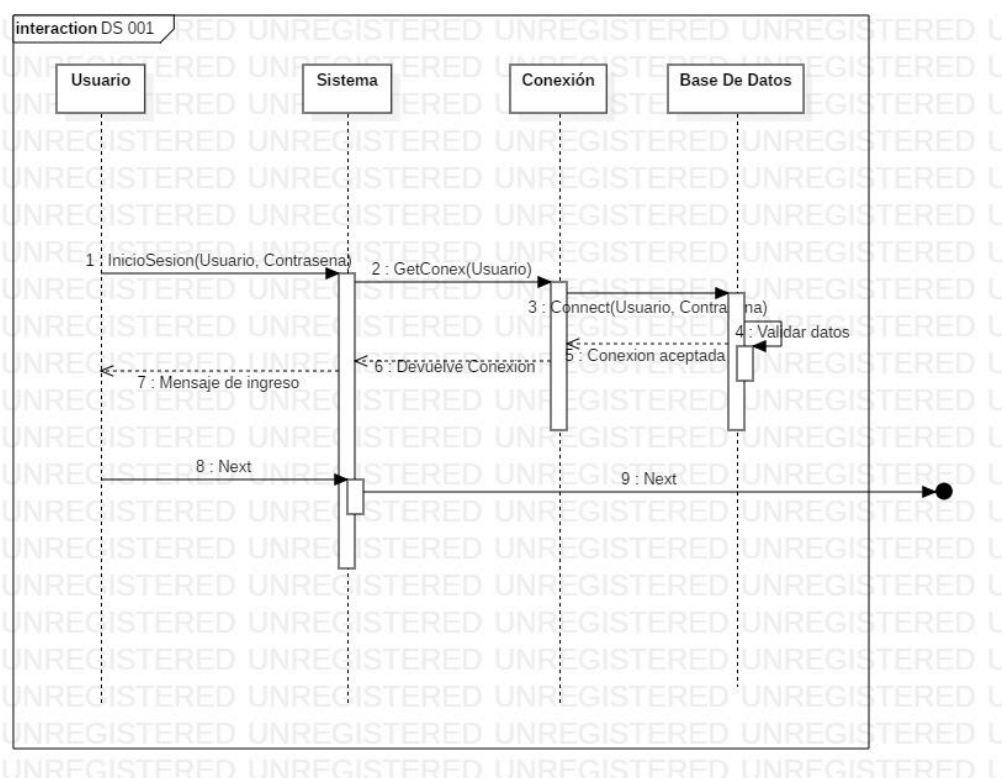 interaction DS 001
Usuario
Sistema
Conexión
Base De Datos
1 : InicioSesion(Usuario, Contrasena)
2 : GetConex(Usuario)
3 : Connect(Usuario, Contrasena)
4 : Validar datos
5 : Conexion aceptada
6 : Devuelve Conexion
7 : Mensaje de ingreso
8 : Next
9 : Next
UNREGISTERED